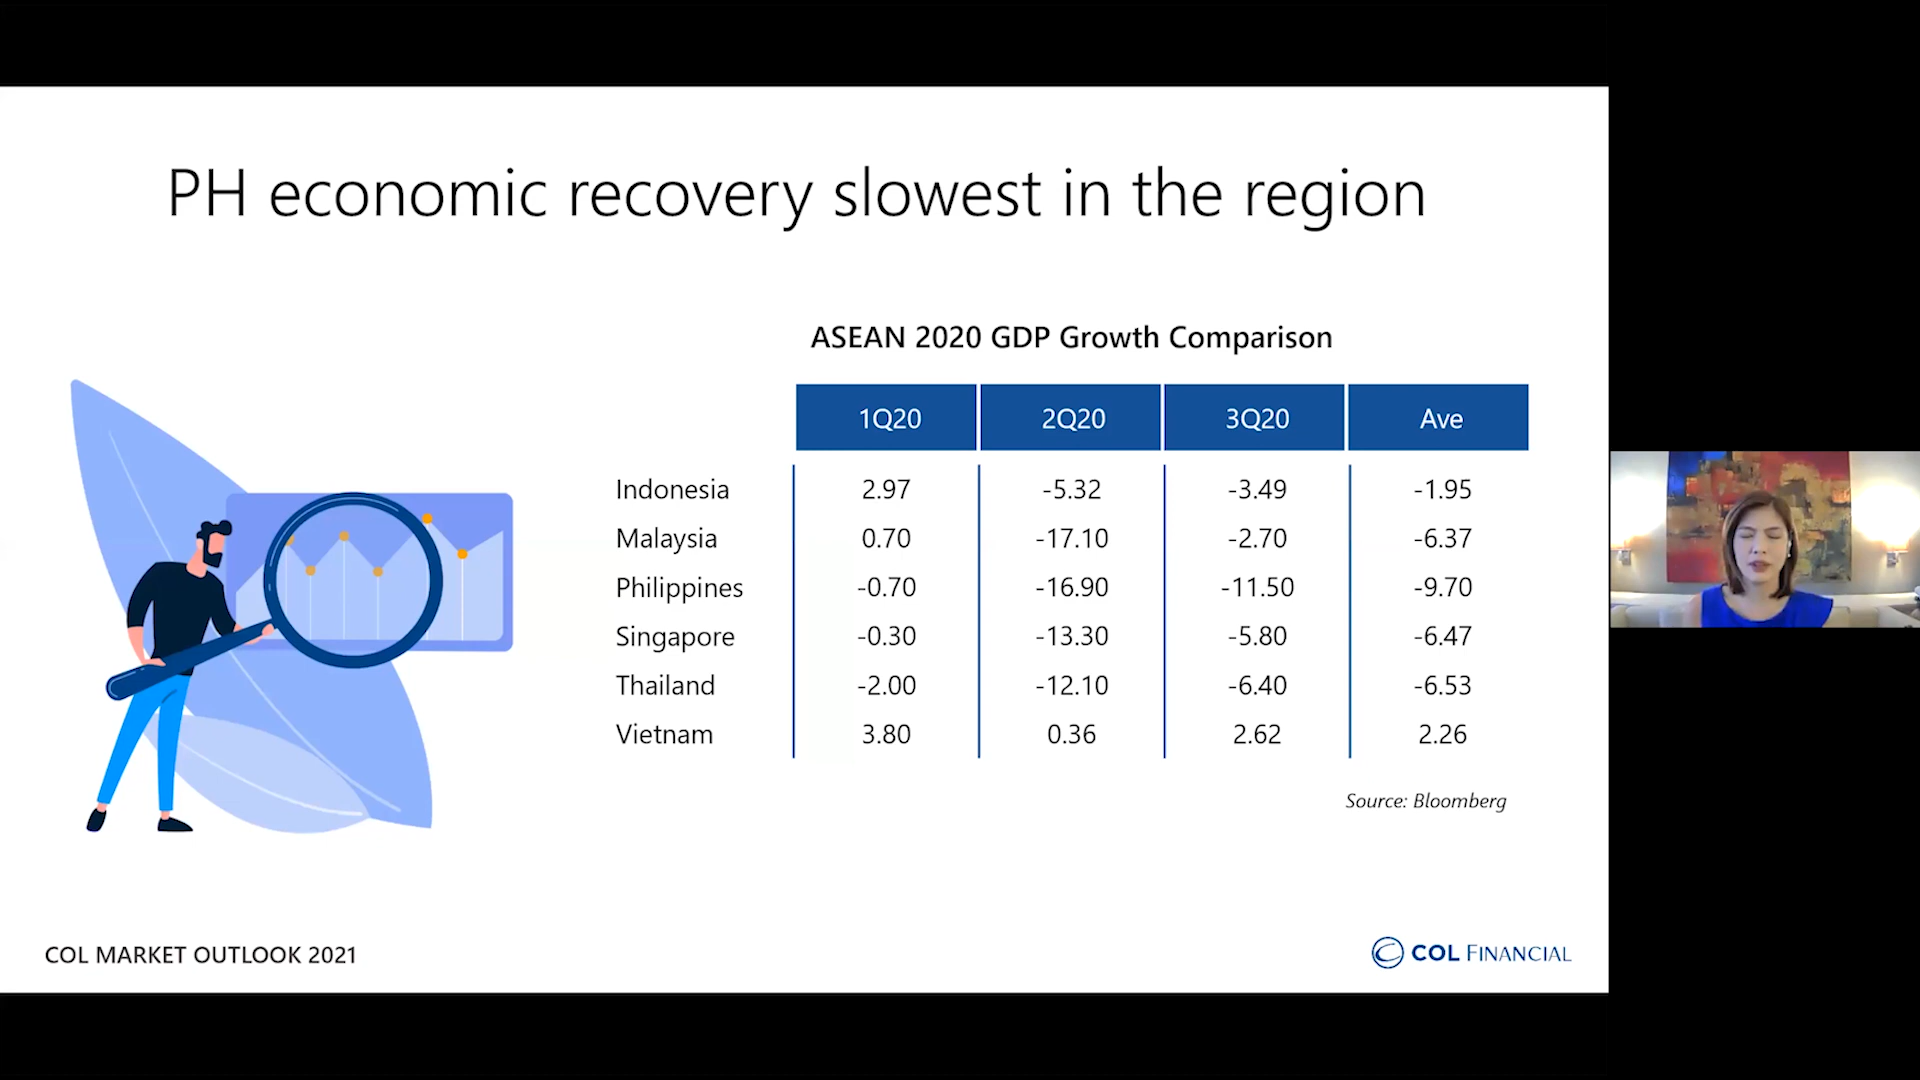 PH economic recovery slowest in the region
ASEAN 2020 GDP Growth Comparison
1Q20 2Q20 3Q20 Ave
Indonesia 2.97 -5.32 -3.49 -1.95
Malaysia 0.70 -17.10 -2.70 -6.37
Philippines -0.70 -16.90 -11.50 -9.70
Singapore -0.30 -13.30 -5.80 -6.47
Thailand -2.00 -12.10 -6.40 -6.53
Vietnam 3.80 0.36 2.62 2.26
Source: Bloomberg
COL MARKET OUTLOOK 2021
COL FINANCIAL